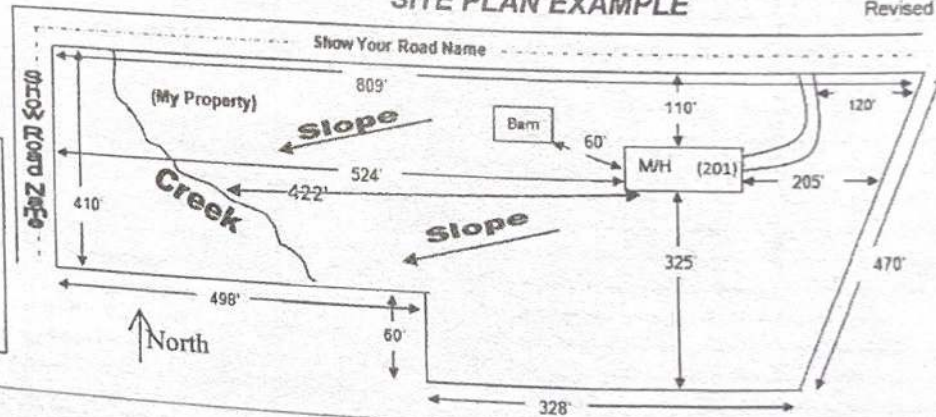 SITE PLAN EXAMPLE
Revised
Show Your Road Name
SHOW ROAD NAME
809'
(My Property)
Slope
Barn
110'
120'
60'
M/H (201)
524'
205'
422'
410'
Creek
Slope
325'
470'
498'
60'
North
328'